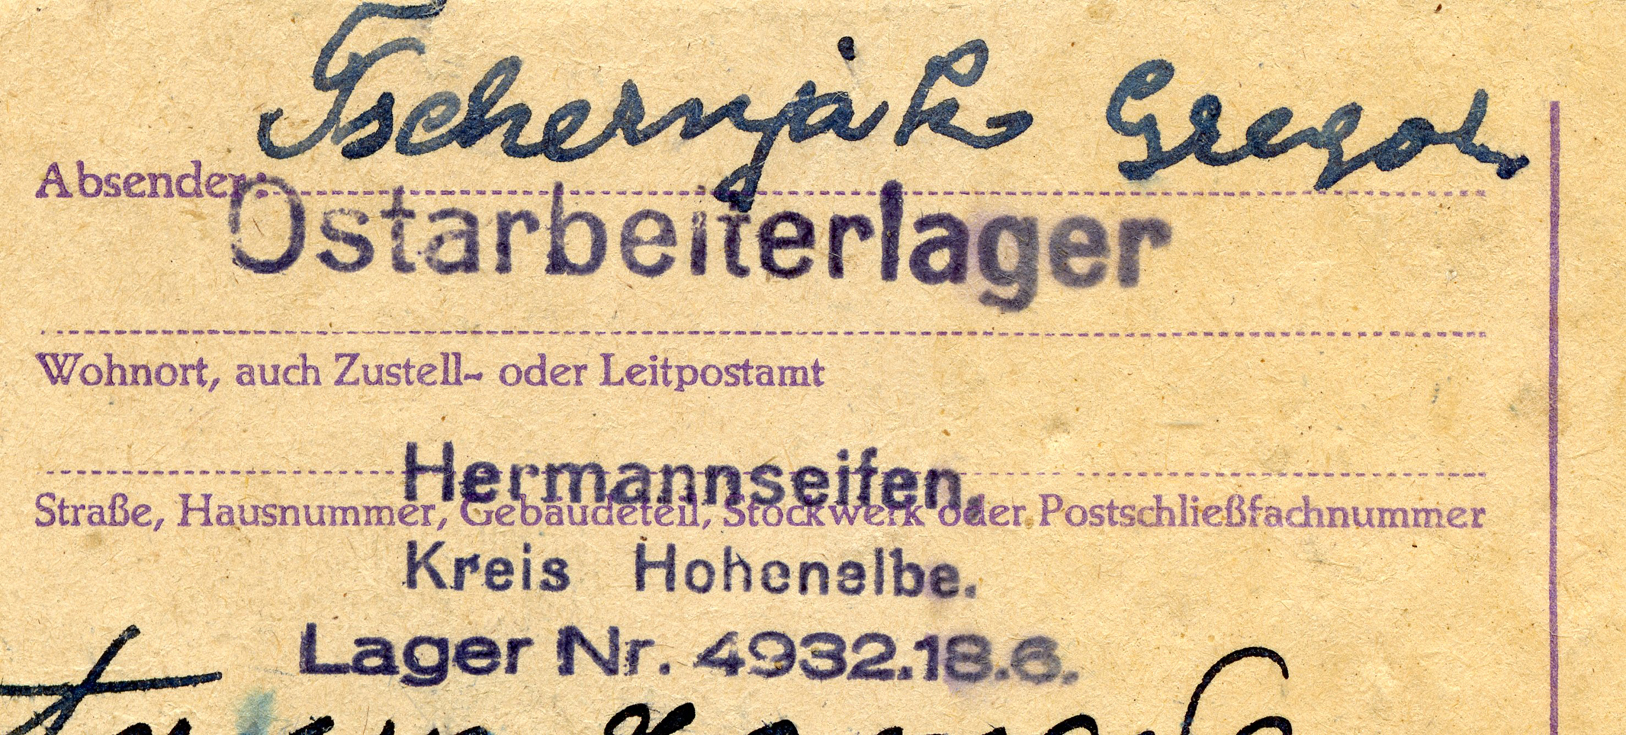 Tschernjak Gregor
Absender:
Ostarbeiterlager
Wohnort, auch Zustell- oder Leitpostamt
Hermannseifen,
Straße, Hausnummer, Gebäudeteil, Stockwerk oder Postschließfachnummer
Kreis Hohenelbe.
Lager Nr. 4932.18.6.